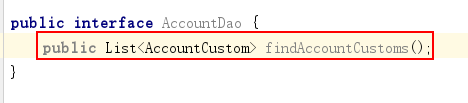 public interface AccountDao {
public List<AccountCustom> findAccountCustoms();
}